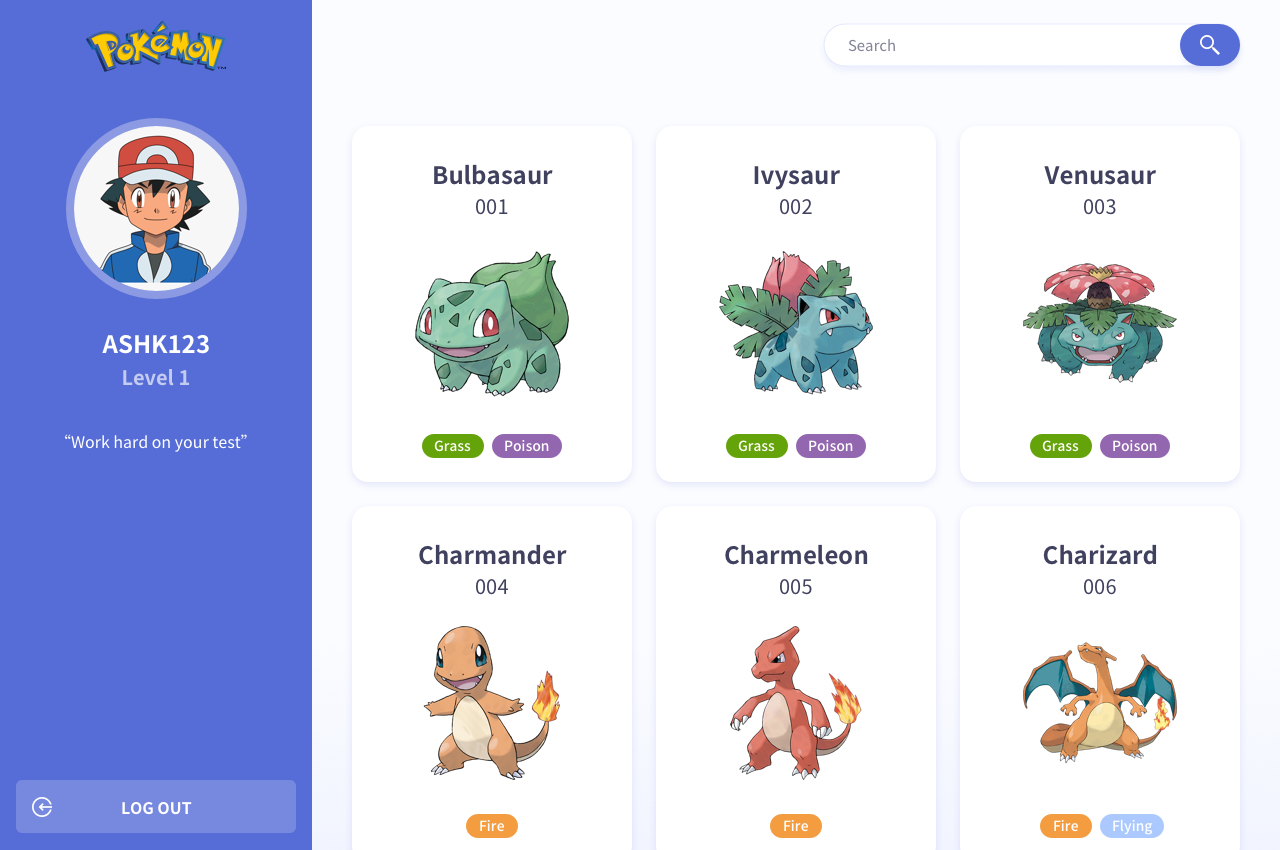 POKéMON™
ASHK123
Level 1
“Work hard on your test”
LOG OUT
Search
Bulbasaur
001
Grass Poison
Ivysaur
002
Grass Poison
Venusaur
003
Grass Poison
Charmander
004
Fire
Charmeleon
005
Fire
Charizard
006
Fire Flying